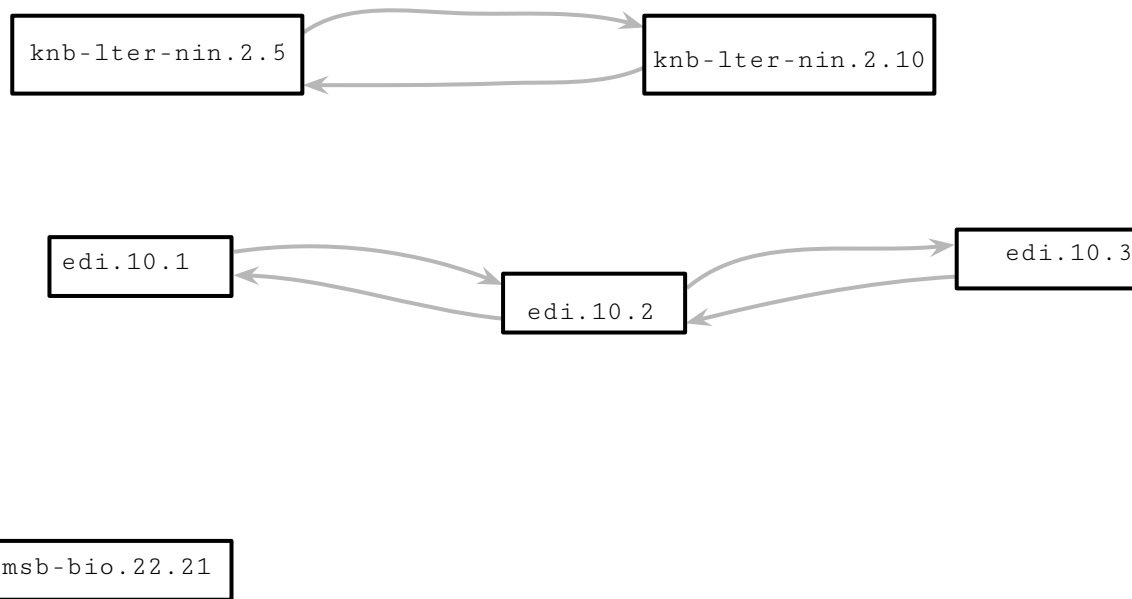 knb-lter-nin.2.5
knb-lter-nin.2.10
edi.10.1
edi.10.2
edi.10.3
msb-bio.22.21